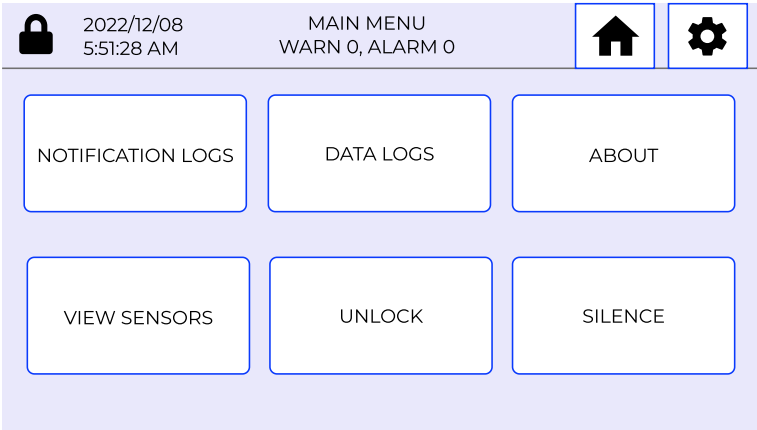 2022/12/08
5:51:28 AM
MAIN MENU
WARN 0, ALARM 0
NOTIFICATION LOGS
DATA LOGS
ABOUT
VIEW SENSORS
UNLOCK
SILENCE